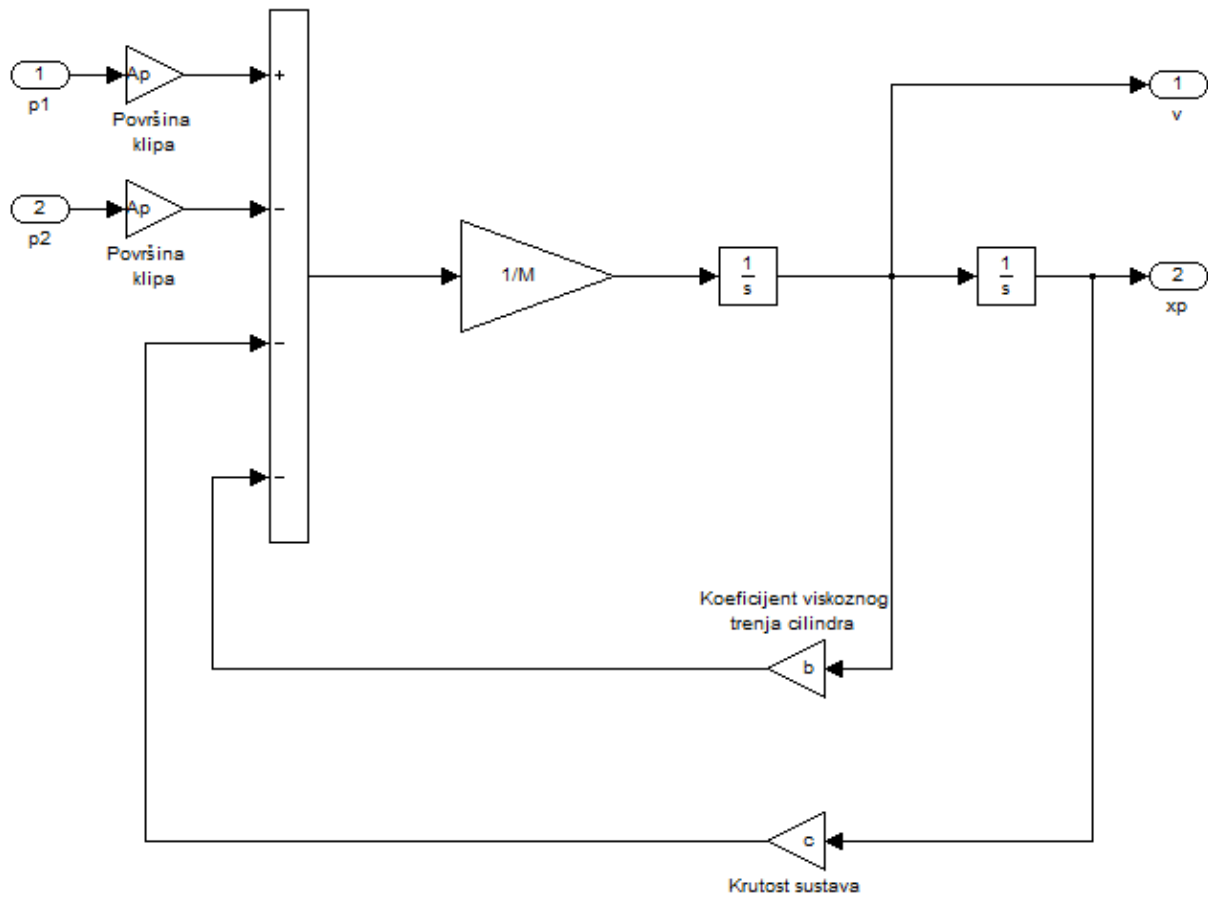 1
Ap
+
p1
Površina
klipa
2
Ap
−
p2
Površina
klipa
1/M
1
s
1
s
1
v
2
xp
−
−
Koeficijent viskoznog
trenja cilindra
b
c
Krutost sustava